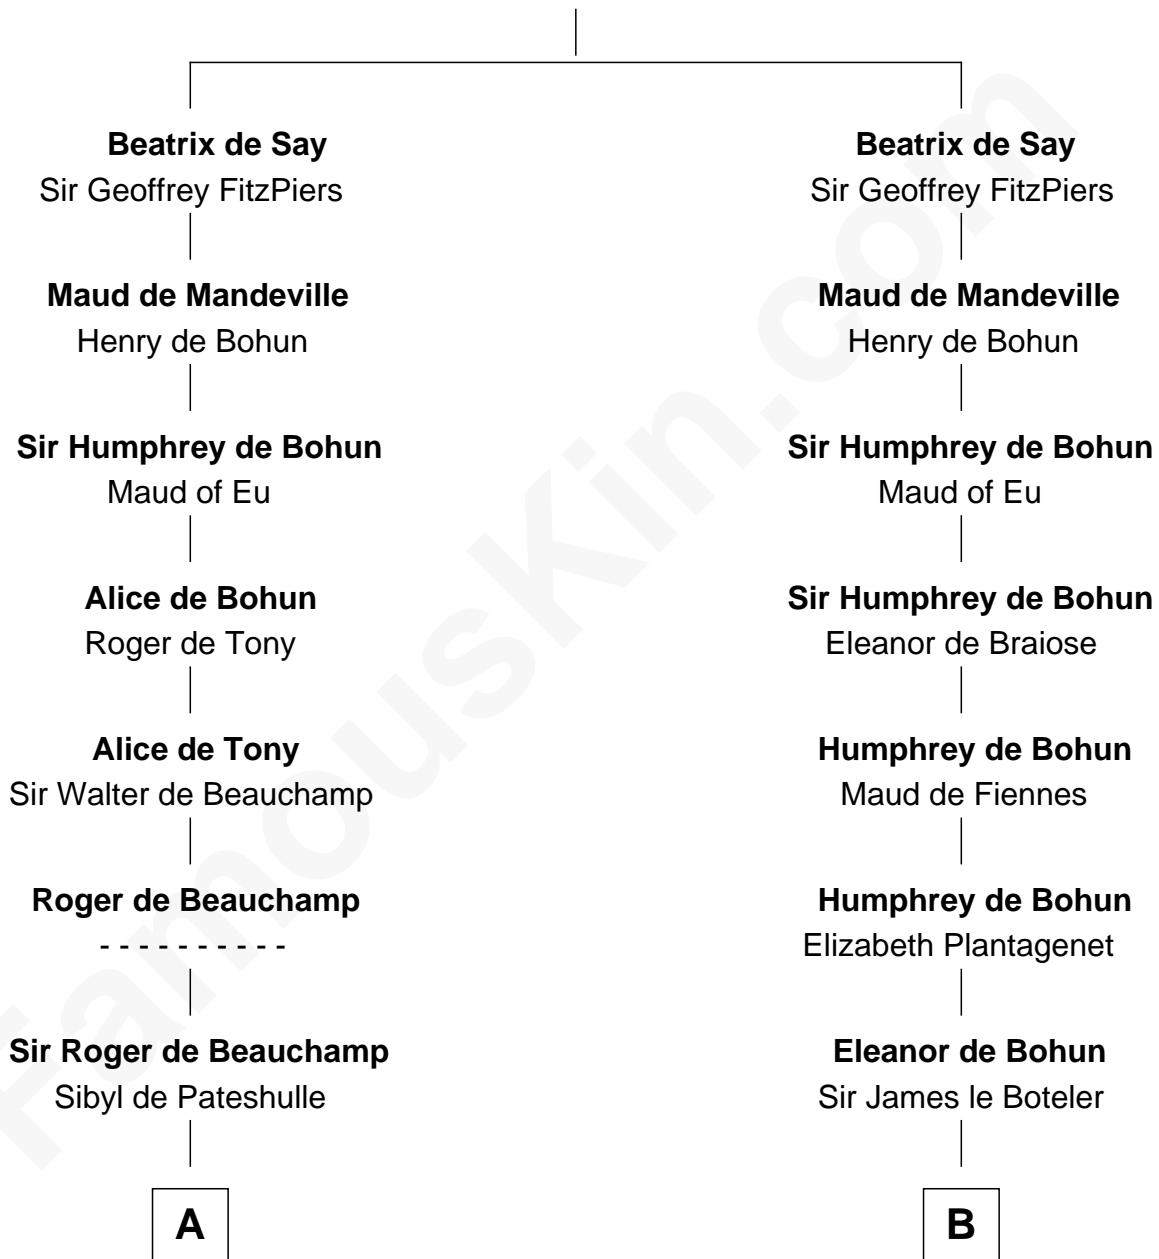 Beatrix de Say
Sir Geoffrey FitzPiers
Maud de Mandeville
Henry de Bohun
Sir Humphrey de Bohun
Maud of Eu
Alice de Bohun
Roger de Tony
Alice de Tony
Sir Walter de Beauchamp
Roger de Beauchamp
- - - - - - - - - -
Sir Roger de Beauchamp
Sibyl de Pateshulle
A
Beatrix de Say
Sir Geoffrey FitzPiers
Maud de Mandeville
Henry de Bohun
Sir Humphrey de Bohun
Maud of Eu
Sir Humphrey de Bohun
Eleanor de Braiose
Humphrey de Bohun
Maud de Fiennes
Humphrey de Bohun
Elizabeth Plantagenet
Eleanor de Bohun
Sir James le Boteler
B
FamousKin.com